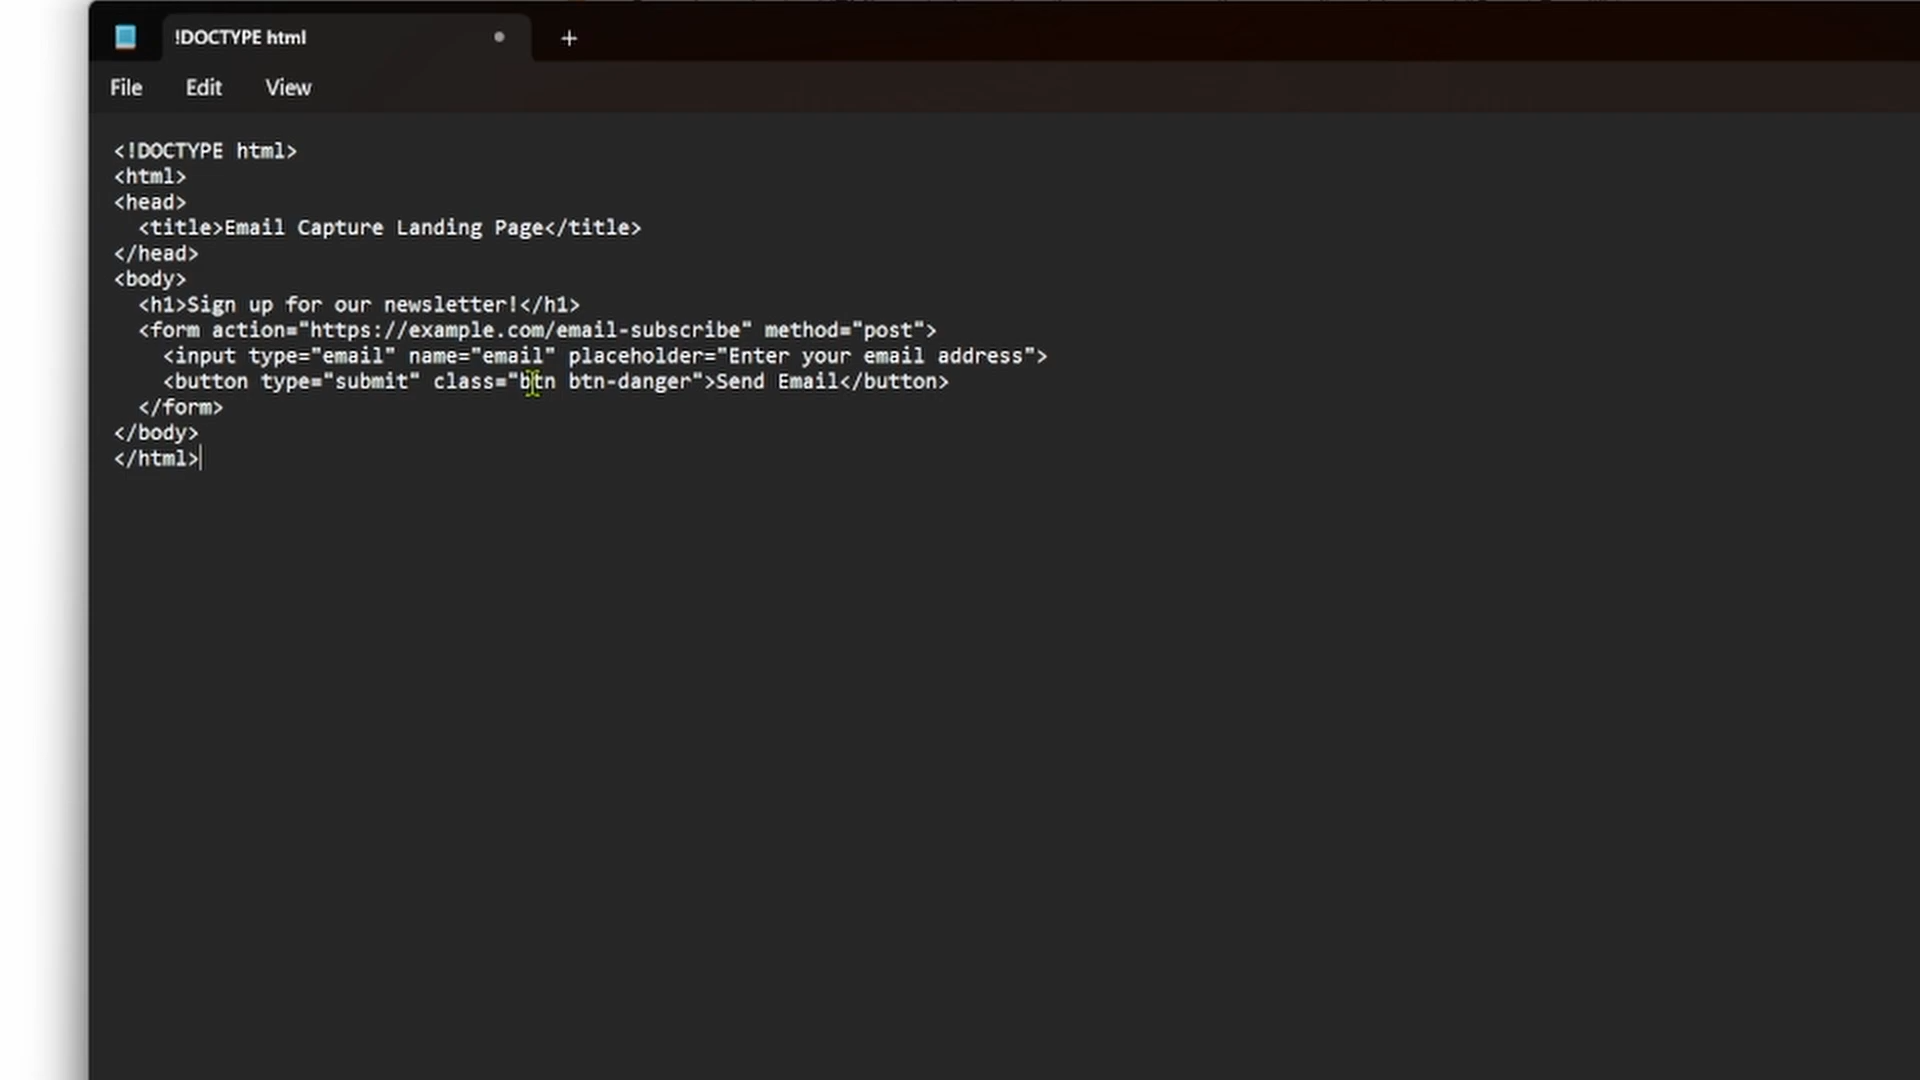 !DOCTYPE html
File Edit View
<!DOCTYPE html>
<html>
<head>
  <title>Email Capture Landing Page</title>
</head>
<body>
  <h1>Sign up for our newsletter!</h1>
  <form action="https://example.com/email-subscribe" method="post">
    <input type="email" name="email" placeholder="Enter your email address">
    <button type="submit" class="btn btn-danger">Send Email</button>
  </form>
</body>
</html>